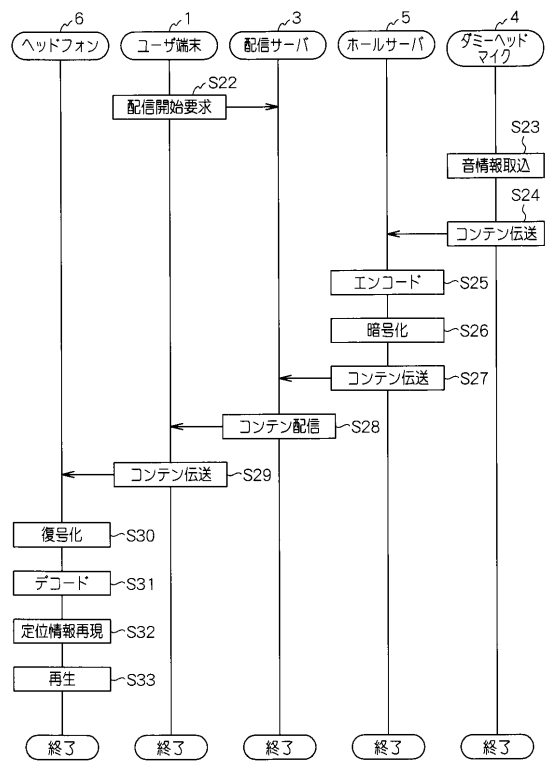 6
1
3
5
4
ヘッドフォン
ユーザ端末
配信サーバ
ホールサーバ
ダミーヘッド
マイク
S22
配信開始要求
S23
音情報取込
S24
コンテン伝送
エンコード
S25
暗号化
S26
コンテン伝送
S27
コンテン配信
S28
コンテン伝送
S29
復号化
S30
デコード
S31
定位情報再現
S32
再生
S33
終了
終了
終了
終了
終了